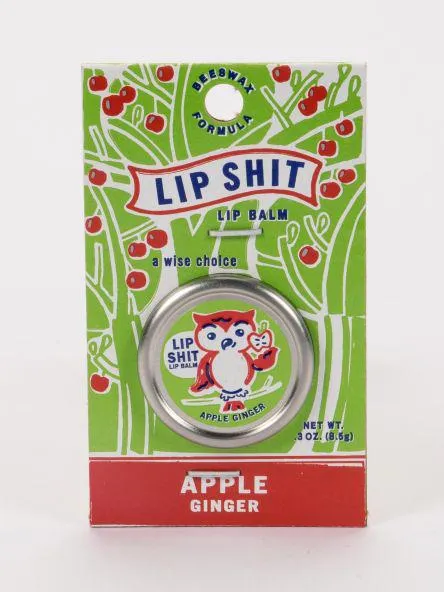 BEESWAX
FORMULA
LIP SHIT
LIP BALM
a wise choice
LIP
SHIT
LIP BALM
APPLE GINGER
NET WT.
.3 OZ. (8.5g)
APPLE
GINGER